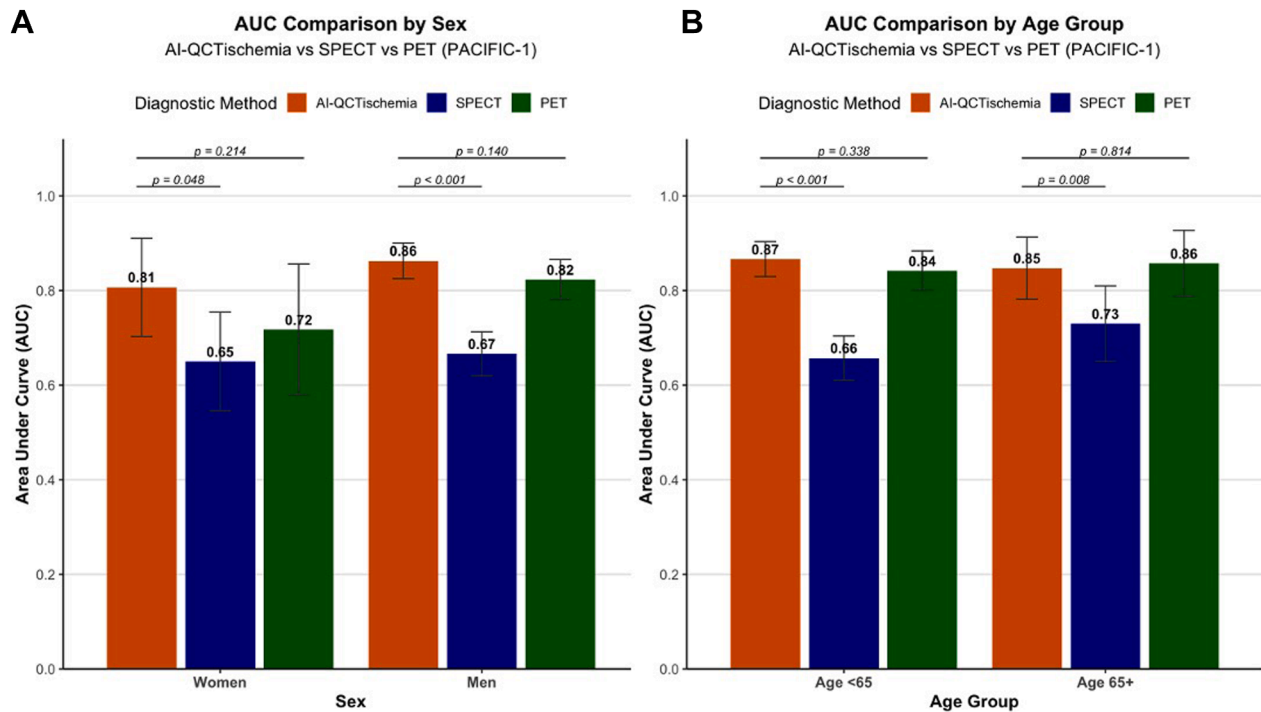 A
AUC Comparison by Sex
AI-QCTischemia vs SPECT vs PET (PACIFIC-1)
Diagnostic Method AI-QCTischemia SPECT PET
p = 0.214
p = 0.140
p = 0.048
p < 0.001
1.0
0.8
0.6
0.4
0.2
0.0
0.81
0.65
0.72
0.86
0.67
0.82
Area Under Curve (AUC)
Women
Men
Sex
B
AUC Comparison by Age Group
AI-QCTischemia vs SPECT vs PET (PACIFIC-1)
Diagnostic Method AI-QCTischemia SPECT PET
p = 0.338
p = 0.814
p < 0.001
p = 0.008
1.0
0.8
0.6
0.4
0.2
0.0
0.87
0.66
0.84
0.85
0.73
0.86
Area Under Curve (AUC)
Age <65
Age 65+
Age Group